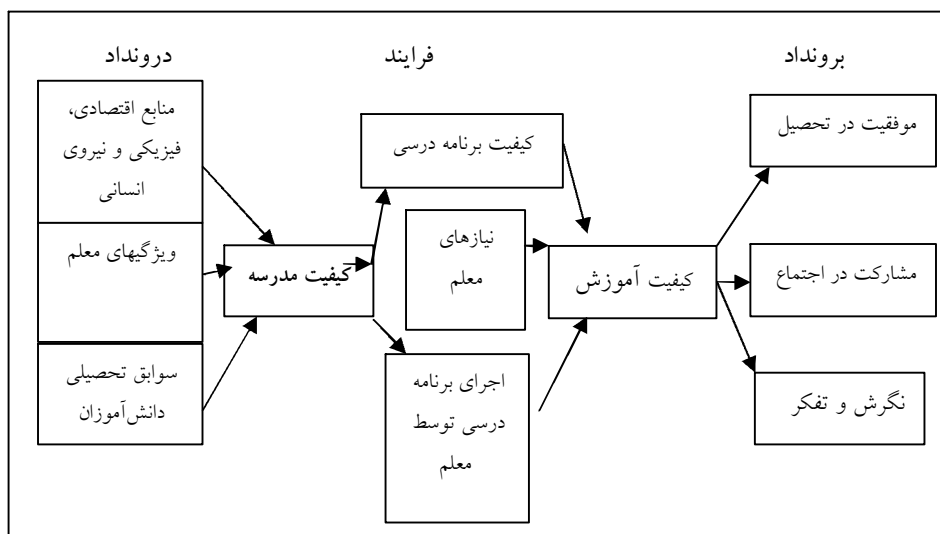 درونداد
فرایند
برونداد
منابع اقتصادی،
فیزیکی و نیروی
انسانی
ویژگیهای معلم
سوابق تحصیلی
دانش‌آموزان
کیفیت مدرسه
کیفیت برنامه درسی
نیازهای
معلم
اجرای برنامه
درسی توسط
معلم
کیفیت آموزش
موفقیت در تحصیل
مشارکت در اجتماع
نگرش و تفکر